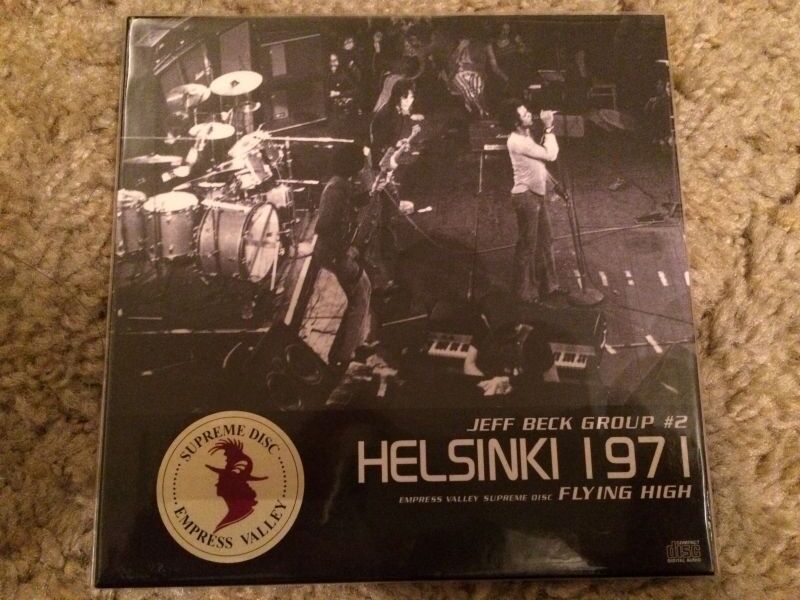 JEFF BECK GROUP #2
HELSINKI 1971
EMPRESS VALLEY SUPREME DISC FLYING HIGH
SUPREME DISC
EMPRESS VALLEY
COMPACT
disc
DIGITAL AUDIO